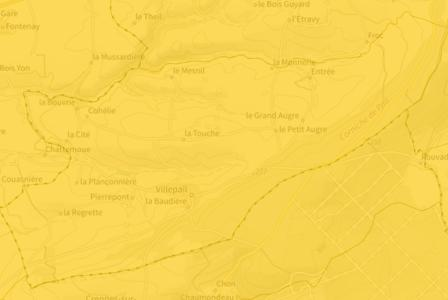 le Bois Guyard
Gare
le Theil
l'Étravy
Fontenay
Froc
la Mussardière
la Monnerie
Bois Yon
le Mesnil
Entrée
la Bouverie
Cohélie
le Grand Augre
la Cité
la Touche
le Petit Augre
Corniche de Pail
Chattemoue
la Plançonnière
Villepail
Pierrepont
la Baudière
la Regrette
Chon
Chaumondeau